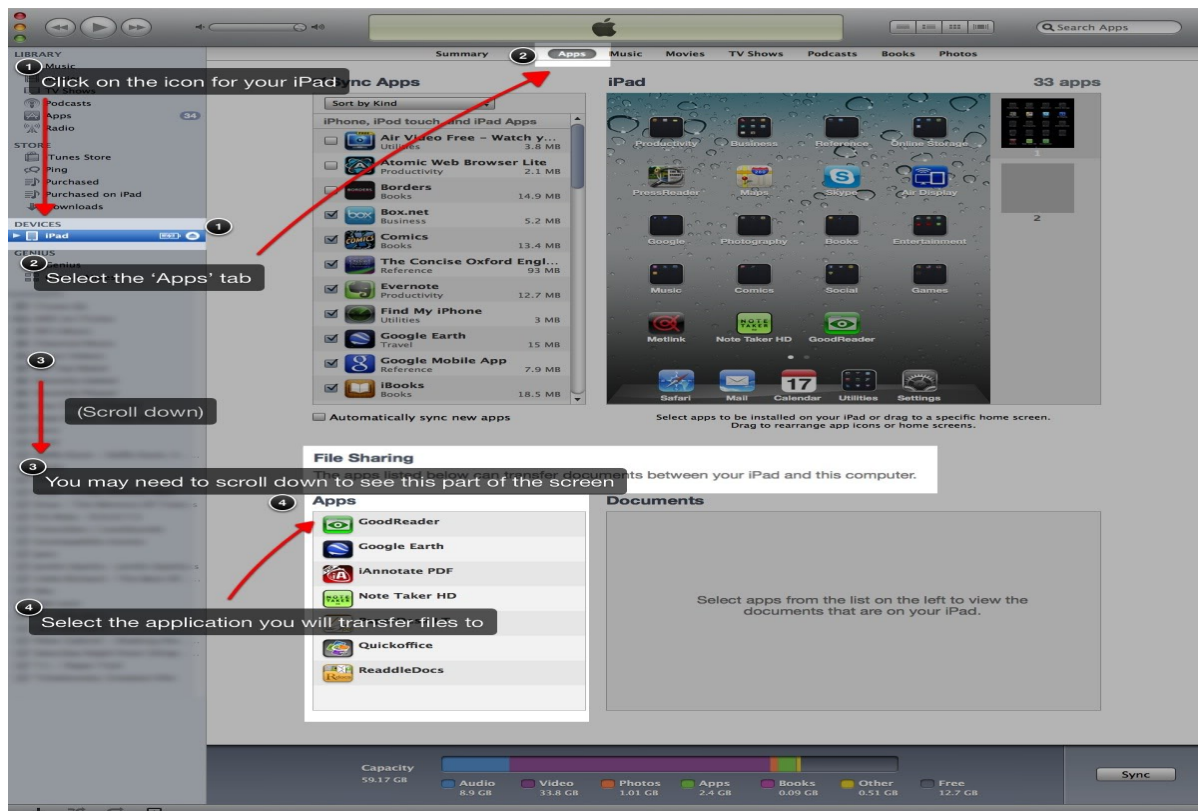 Search Apps
Summary
2
Apps
Music
Movies
TV Shows
Podcasts
Books
Photos
LIBRARY
Music
1
Click on the icon for your iPad
TV Shows
Podcasts
Apps
34
Radio
STORE
iTunes Store
Ping
Purchased
Purchased on iPad
Downloads
DEVICES
iPad
1
GENIUS
Genius
2
Select the 'Apps' tab
3
(Scroll down)
3
You may need to scroll down to see this part of the screen
4
Select the application you will transfer files to
Sync Apps
Sort by Kind
iPhone, iPod touch, and iPad Apps
Air Video Free – Watch y...
Utilities 3.8 MB
Atomic Web Browser Lite
Productivity 2.1 MB
Borders
Books 14.9 MB
Box.net
Business 5.2 MB
Comics
Books 13.4 MB
The Concise Oxford Engl...
Reference 93 MB
Evernote
Productivity 12.7 MB
Find My iPhone
Utilities 3 MB
Google Earth
Travel 15 MB
Google Mobile App
Reference 7.9 MB
iBooks
Books 18.5 MB
Automatically sync new apps
iPad
33 apps
Productivity Business Reference Online Storage
PressReader Maps Skype Air Display
Google Photography Books Entertainment
Music Comics Social Games
Metlink Note Taker HD GoodReader
17
Safari Mail Calendar Utilities Settings
1
2
Select apps to be installed on your iPad or drag to a specific home screen.
Drag to rearrange app icons or home screens.
File Sharing
The apps listed below can transfer documents between your iPad and this computer.
4
Apps
GoodReader
Google Earth
iAnnotate PDF
Note Taker HD
Quickoffice
ReaddleDocs
Documents
Select apps from the list on the left to view the
documents that are on your iPad.
Capacity
59.17 GB
Audio
8.9 GB
Video
33.8 GB
Photos
1.01 GB
Apps
2.4 GB
Books
0.09 GB
Other
0.51 GB
Free
12.7 GB
Sync